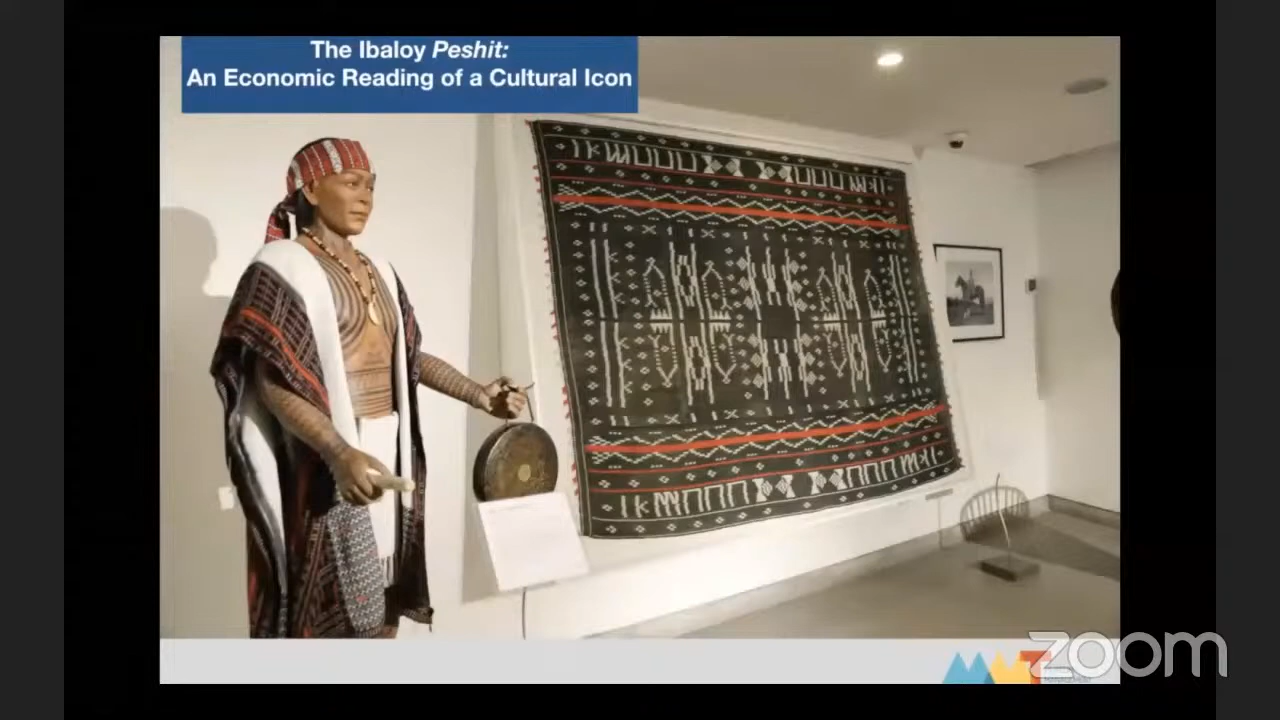 The Ibaloy Peshit:
An Economic Reading of a Cultural Icon
zoom